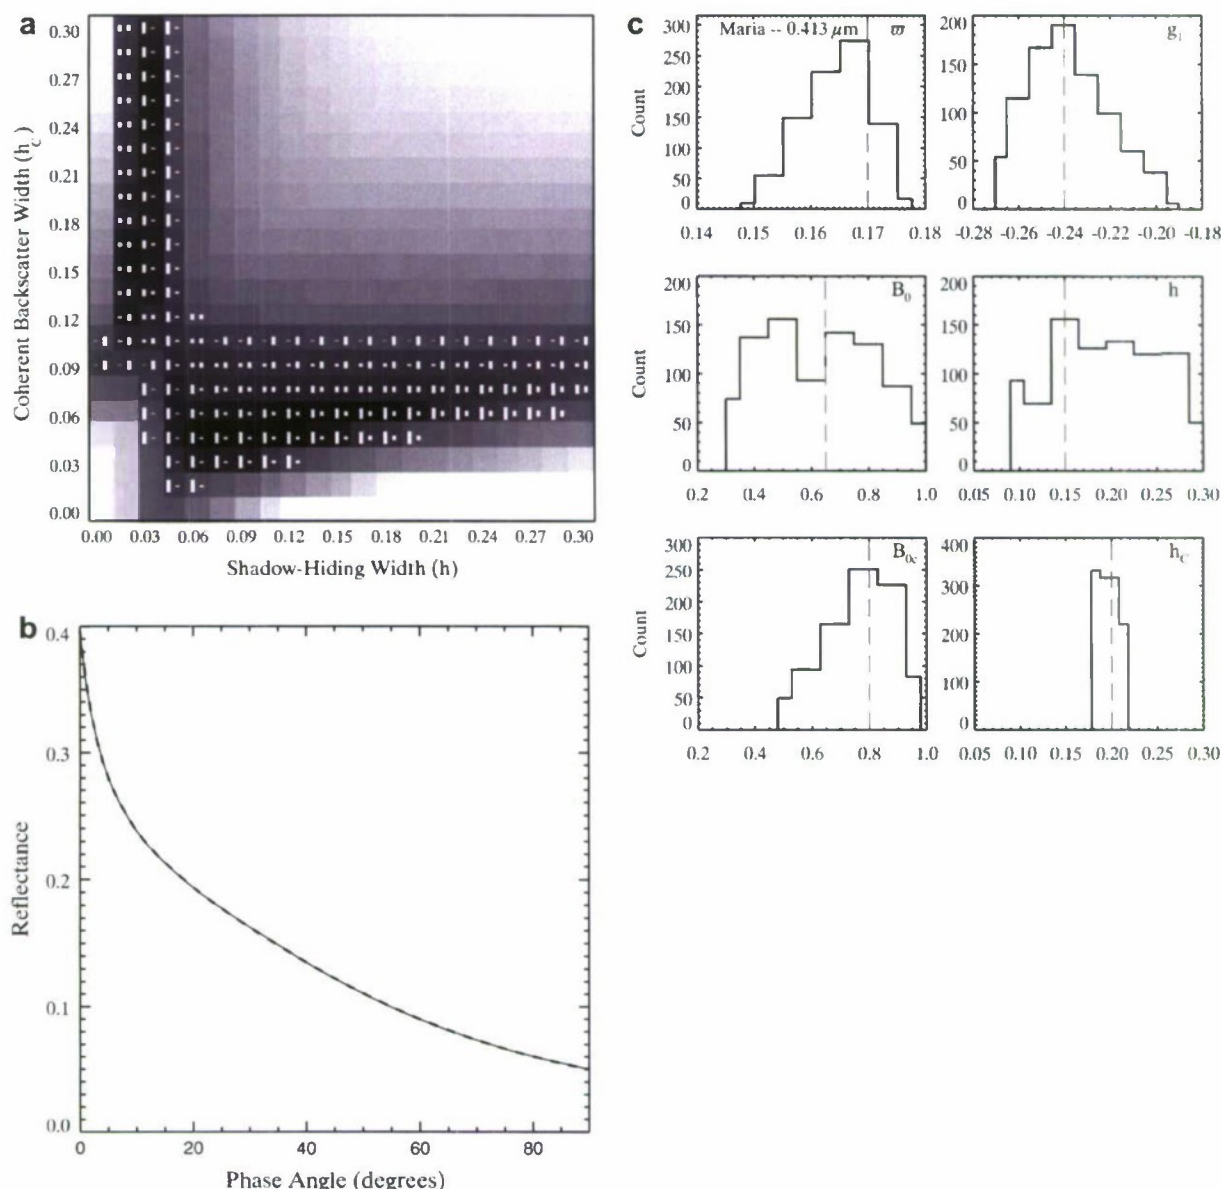 a
Coherent Backscatter Width (h_C)
0.30
0.27
0.24
0.21
0.18
0.15
0.12
0.09
0.06
0.03
0.00
0.00 0.03 0.06 0.09 0.12 0.15 0.18 0.21 0.24 0.27 0.30
Shadow-Hiding Width (h)
b
Reflectance
0.4
0.3
0.2
0.1
0.0
0 20 40 60 80
Phase Angle (degrees)
c
Maria -- 0.413 μm ϖ
Count
300
250
200
150
100
50
0
0.14 0.15 0.16 0.17 0.18
g₁
200
150
100
50
0
-0.28 -0.26 -0.24 -0.22 -0.20 -0.18
B₀
Count
200
150
100
50
0
0.2 0.4 0.6 0.8 1.0
h
200
150
100
50
0
0.05 0.10 0.15 0.20 0.25 0.30
B₀c
Count
300
250
200
150
100
50
0
0.2 0.4 0.6 0.8 1.0
h_C
400
300
200
300
0
0.05 0.10 0.15 0.20 0.25 0.30